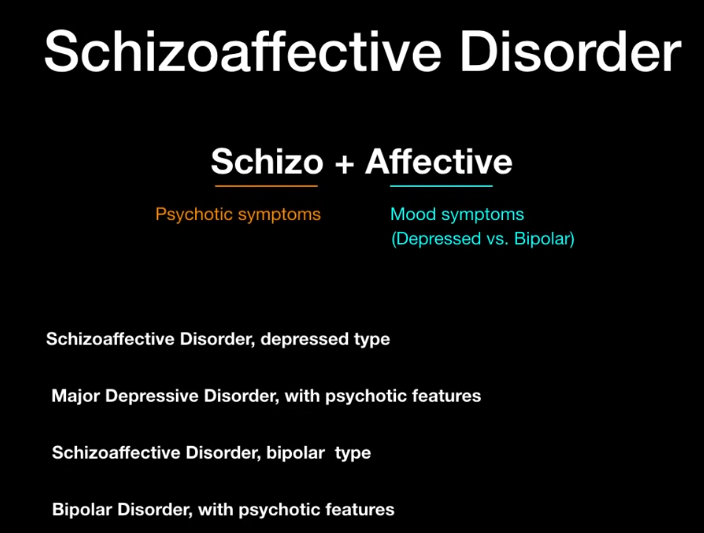 Schizoaffective Disorder
Schizo + Affective
Psychotic symptoms
Mood symptoms
(Depressed vs. Bipolar)
Schizoaffective Disorder, depressed type
Major Depressive Disorder, with psychotic features
Schizoaffective Disorder, bipolar  type
Bipolar Disorder, with psychotic features